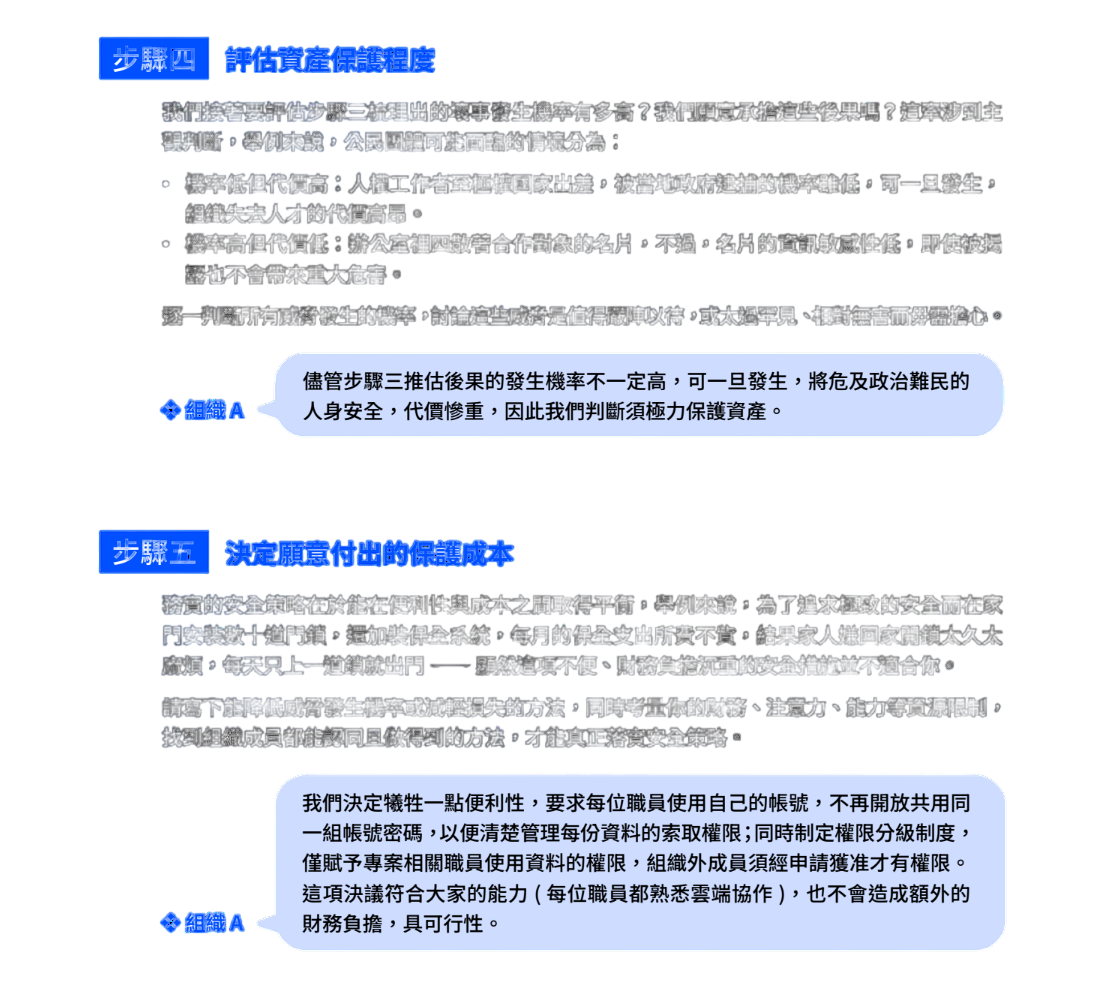 步驟四 評估資產保護程度
我們接著要評估步驟三梳理出的壞事發生機率有多高？我們願意承擔這些後果嗎？這牽涉到主
觀判斷，舉例來說，公民團體可能面臨的情境分為：
。 機率低但代價高：人權工作者至極權國家出差，被當地政府逮捕的機率雖低，可一旦發生，
組織失去人才的代價高昂。
。 機率高但代價低：辦公室裡四散著合作對象的名片，不過，名片的資訊敏感性低，即使被揭
露也不會帶來重大危害。
逐一判斷所有威脅發生的機率，討論這些威脅是值得嚴陣以待，或太過罕見、相對無害而毋需擔心。
儘管步驟三推估後果的發生機率不一定高，可一旦發生，將危及政治難民的
人身安全，代價慘重，因此我們判斷須極力保護資產。
組織 A
步驟五 決定願意付出的保護成本
務實的安全策略在於能在便利性與成本之間取得平衡，舉例來說，為了追求極致的安全而在家
門安裝數十道門鎖，還加裝保全系統，每月的保全支出所費不貲，結果家人嫌回家開鎖太久太
麻煩，每天只上一道鎖就出門 —— 顯然這項不便、財務負擔沉重的安全措施並不適合你。
請寫下能降低威脅發生機率或減輕損失的方法，同時考量你的財務、注意力、能力等資源限制，
找到組織成員都能認同且做得到的方法，才能真正落實安全策略。
我們決定犧牲一點便利性，要求每位職員使用自己的帳號，不再開放共用同
一組帳號密碼，以便清楚管理每份資料的索取權限；同時制定權限分級制度，
僅賦予專案相關職員使用資料的權限，組織外成員須經申請獲准才有權限。
這項決議符合大家的能力 ( 每位職員都熟悉雲端協作 )，也不會造成額外的
財務負擔，具可行性。
組織 A